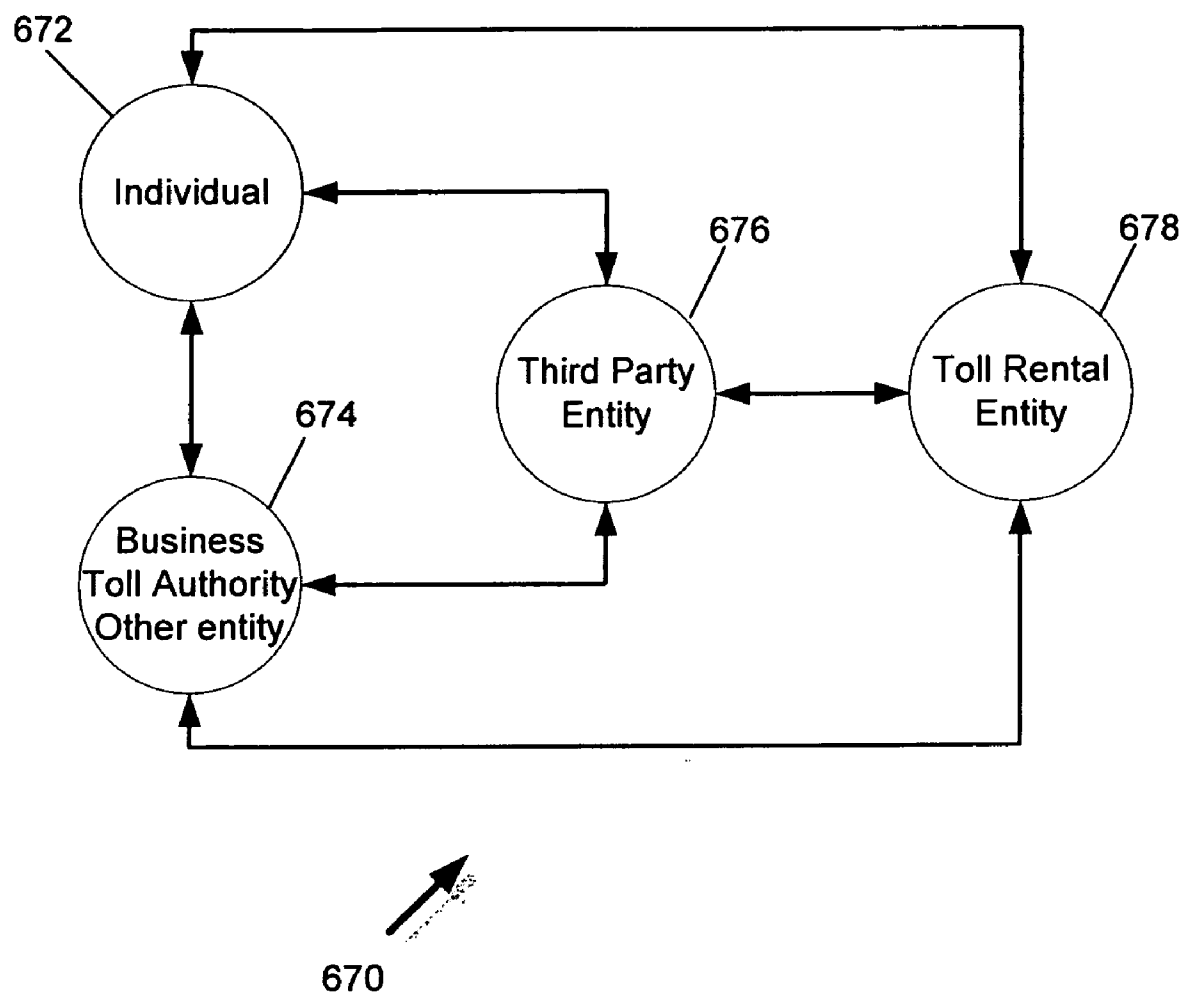 672
Individual
676
678
Third Party
Entity
Toll Rental
Entity
674
Business
Toll Authority
Other entity
670